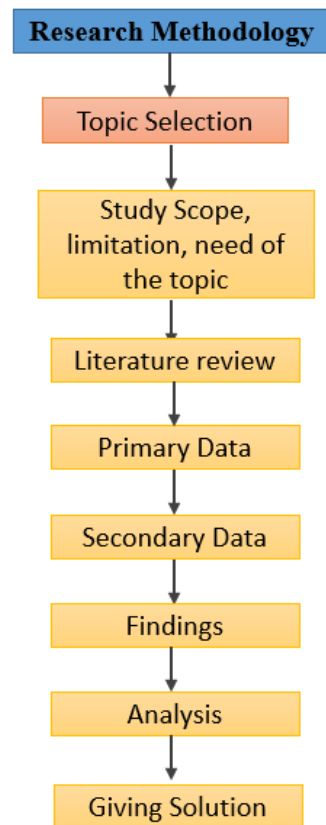 Research Methodology
Topic Selection
Study Scope,
limitation, need of
the topic
Literature review
Primary Data
Secondary Data
Findings
Analysis
Giving Solution